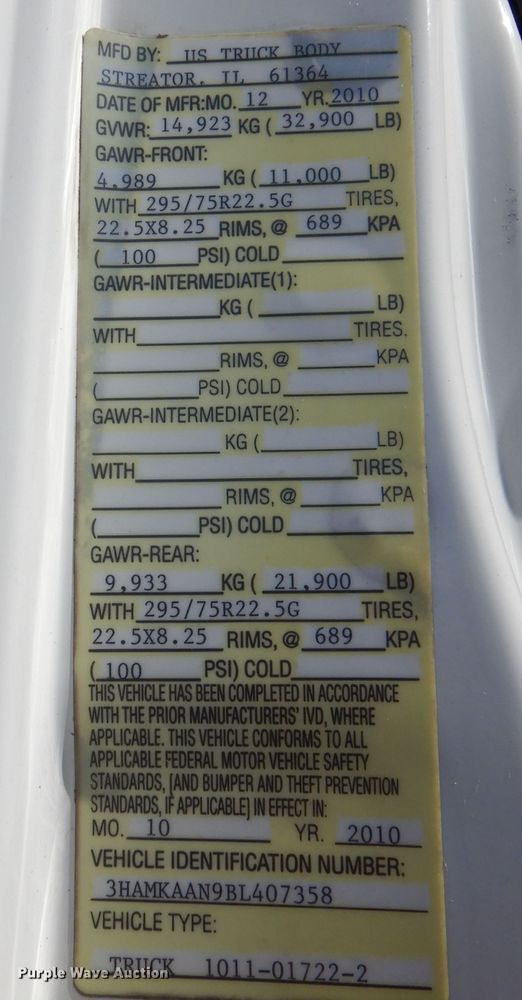 MFD BY: US TRUCK BODY
STREATOR, IL 61364
DATE OF MFR:MO. 12 YR. 2010
GVWR: 14,923 KG ( 32,900 LB)
GAWR-FRONT:
4,989 KG ( 11,000 LB)
WITH 295/75R22.5G TIRES,
22.5X8.25 RIMS, @ 689 KPA
( 100 PSI) COLD
GAWR-INTERMEDIATE(1):
KG ( LB)
WITH TIRES,
RIMS, @ KPA
( PSI) COLD
GAWR-INTERMEDIATE(2):
KG ( LB)
WITH TIRES,
RIMS, @ KPA
( PSI) COLD
GAWR-REAR:
9,933 KG ( 21,900 LB)
WITH 295/75R22.5G TIRES,
22.5X8.25 RIMS, @ 689 KPA
( 100 PSI) COLD
THIS VEHICLE HAS BEEN COMPLETED IN ACCORDANCE
WITH THE PRIOR MANUFACTURERS' IVD, WHERE
APPLICABLE. THIS VEHICLE CONFORMS TO ALL
APPLICABLE FEDERAL MOTOR VEHICLE SAFETY
STANDARDS, [AND BUMPER AND THEFT PREVENTION
STANDARDS, IF APPLICABLE] IN EFFECT IN:
MO. 10 YR. 2010
VEHICLE IDENTIFICATION NUMBER:
3HAMKAAN9BL407358
VEHICLE TYPE:
TRUCK 1011-01722-2
Purple Wave Auction